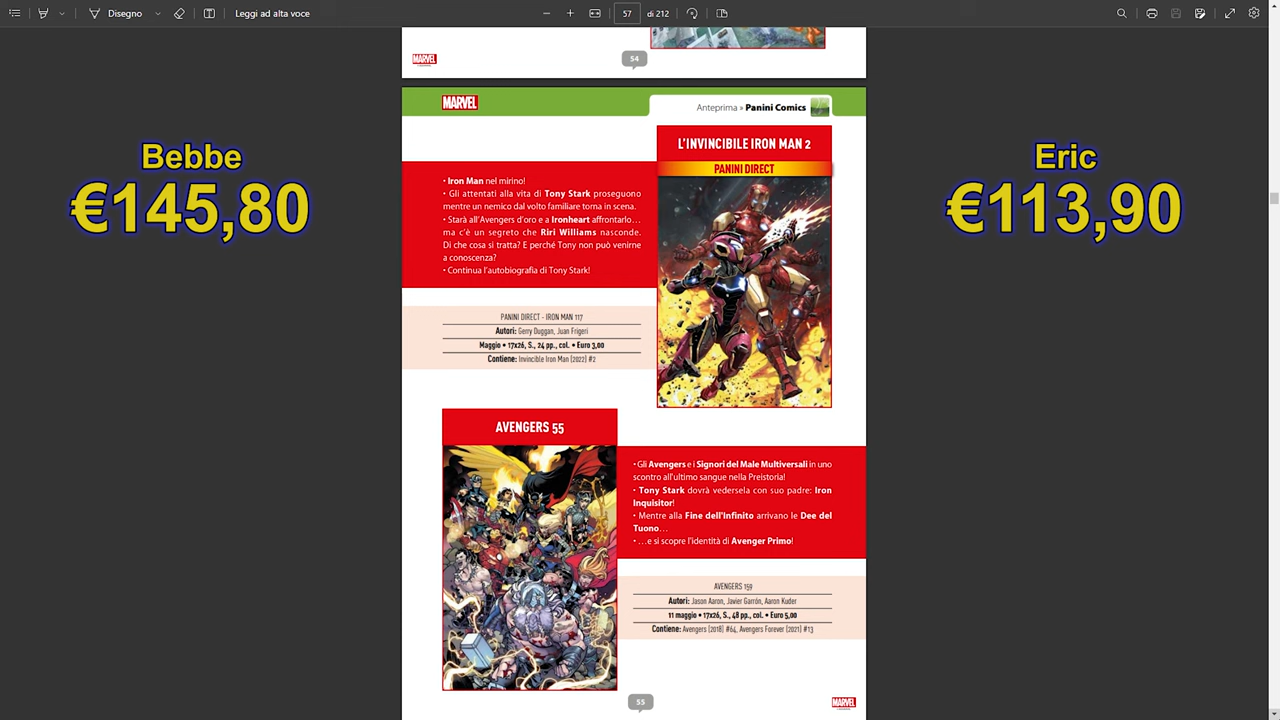 Disegno
Leggi ad alta voce
55
di 211
MARVEL
54
MARVEL
Anteprima » Panini Comics
Bebbe
€145,80
Eric
€113,90
L'INVINCIBILE IRON MAN 2
PANINI DIRECT
• Iron Man nel mirino!
• Gli attentati alla vita di Tony Stark proseguono
mentre un nemico dal volto familiare torna in scena.
• Starà all'Avengers d'oro e a Ironheart affrontarlo…
ma c'è un segreto che Riri Williams nasconde.
Di che cosa si tratta? E perché Tony non può venirne
a conoscenza?
• Continua l'autobiografia di Tony Stark!
PANINI DIRECT - IRON MAN 117
Autori: Gerry Duggan, Juan Frigeri
Maggio • 17x26, S., 24 pp., col. • Euro 3,00
Contiene: Invincible Iron Man (2022) #2
AVENGERS 55
• Gli Avengers e i Signori del Male Multiversali in uno
scontro all'ultimo sangue nella Preistoria!
• Tony Stark dovrà vedersela con suo padre: Iron
Inquisitor!
• Mentre alla Fine dell'Infinito arrivano le Dee del
Tuono…
• …e si scopre l'identità di Avenger Primo!
AVENGERS 159
Autori: Jason Aaron, Javier Garrón, Aaron Kuder
11 maggio • 17x26, S., 48 pp., col. • Euro 5,00
Contiene: Avengers (2018) #64, Avengers Forever (2021) #13
55
MARVEL